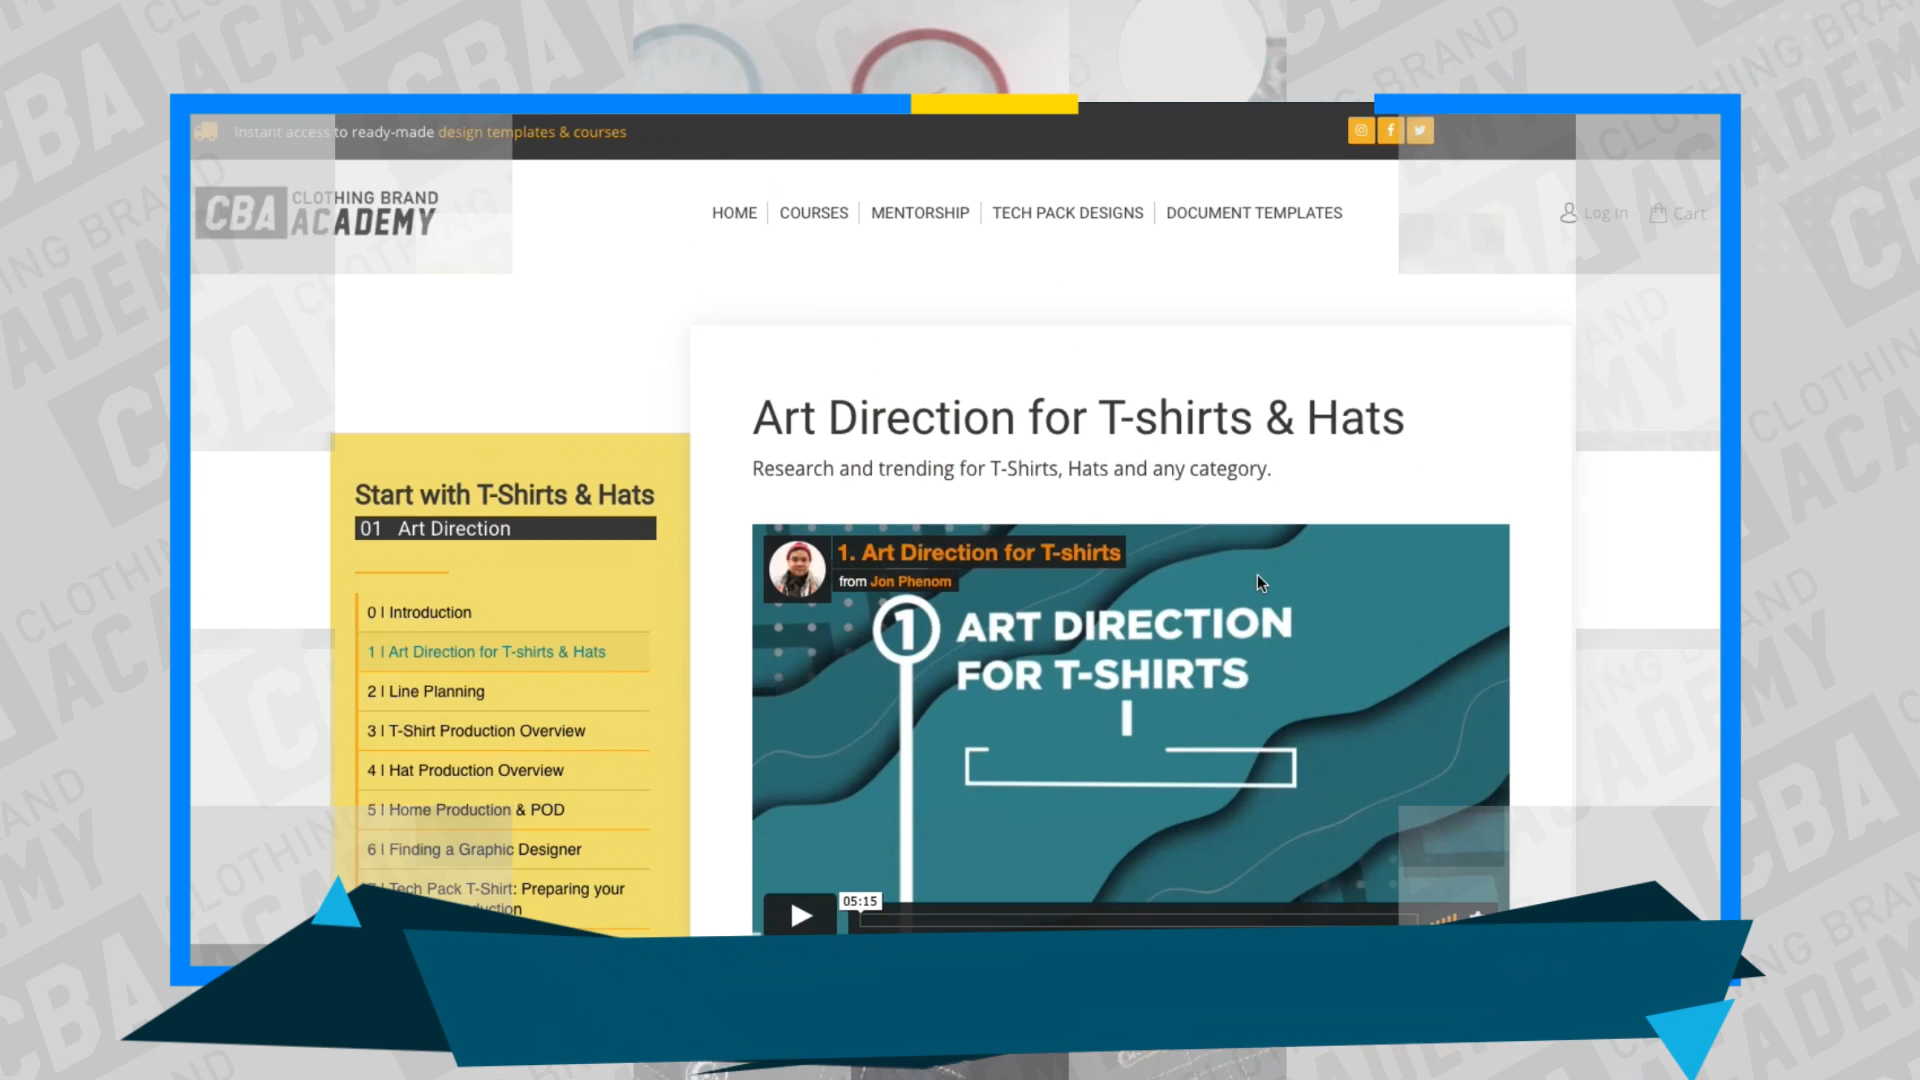 Instant access to ready-made design templates & courses
CBA CLOTHING BRAND ACADEMY
HOME
COURSES
MENTORSHIP
TECH PACK DESIGNS
DOCUMENT TEMPLATES
Log In
Cart
Art Direction for T-shirts & Hats
Research and trending for T-Shirts, Hats and any category.
Start with T-Shirts & Hats
01 Art Direction
0 | Introduction
1 | Art Direction for T-shirts & Hats
2 | Line Planning
3 | T-Shirt Production Overview
4 | Hat Production Overview
5 | Home Production & POD
6 | Finding a Graphic Designer
Tech Pack T-Shirt: Preparing your
1. Art Direction for T-shirts
from Jon Phenom
1 ART DIRECTION
FOR T-SHIRTS
05:15